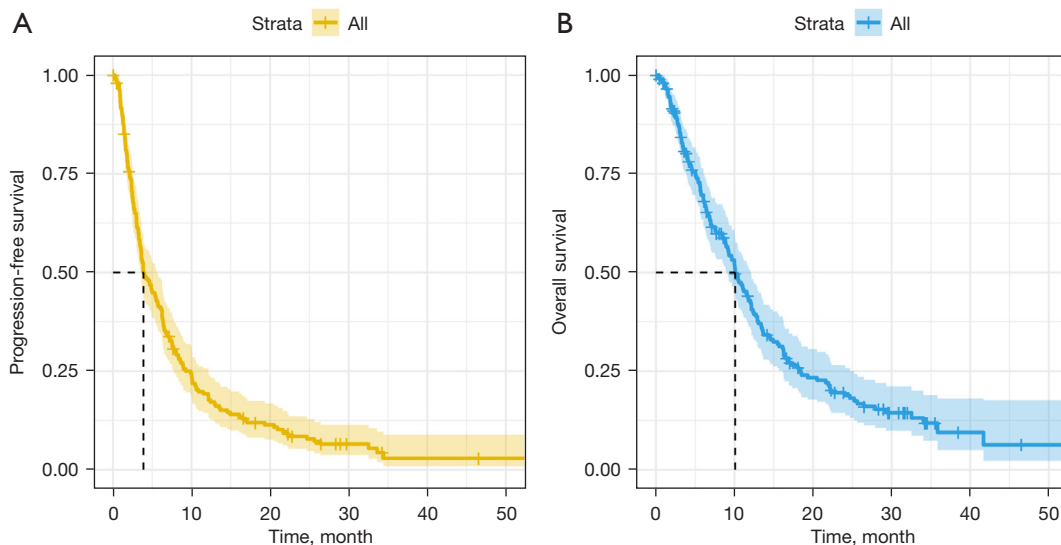 A
Strata All
Progression-free survival
1.00
0.75
0.50
0.25
0.00
0 10 20 30 40 50
Time, month
B
Strata All
Overall survival
1.00
0.75
0.50
0.25
0.00
0 10 20 30 40 50
Time, month